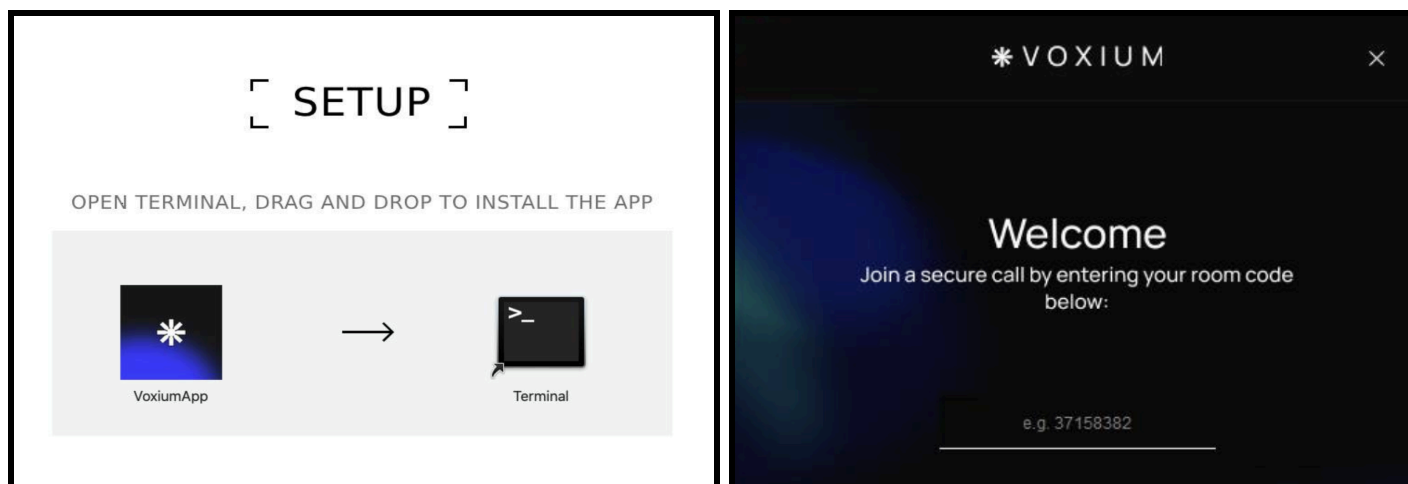 SETUP
OPEN TERMINAL, DRAG AND DROP TO INSTALL THE APP
>_
VoxiumApp
Terminal
VOXIUM
Welcome
Join a secure call by entering your room code
below:
e.g. 37158382